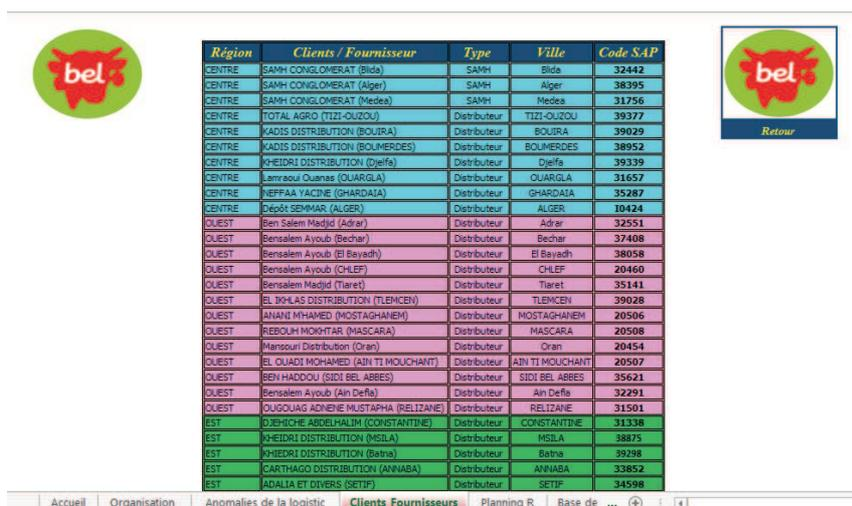 bel
bel
Retour
Région Clients / Fournisseur Type Ville Code SAP
CENTRE SAMH CONGLOMERAT (Blida) SAMH Blida 32442
CENTRE SAMH CONGLOMERAT (Alger) SAMH Alger 38395
CENTRE SAMH CONGLOMERAT (Medea) SAMH Medea 31756
CENTRE TOTAL AGRO (TIZI-OUZOU) Distributeur TIZI-OUZOU 39377
CENTRE KADIS DISTRIBUTION (BOUIRA) Distributeur BOUIRA 39029
CENTRE KADIS DISTRIBUTION (BOUMERDES) Distributeur BOUMERDES 38952
CENTRE KHEIDRI DISTRIBUTION (Djelfa) Distributeur Djelfa 39339
CENTRE Lamraoui Ouanas (OUARGLA) Distributeur OUARGLA 31657
CENTRE NEFFAA YACINE (GHARDAIA) Distributeur GHARDAIA 35287
CENTRE Dépôt SEMMAR (ALGER) Distributeur ALGER I0424
OUEST Ben Salem Madjid (Adrar) Distributeur Adrar 32551
OUEST Bensalem Ayoub (Bechar) Distributeur Bechar 37408
OUEST Bensalem Ayoub (El Bayadh) Distributeur El Bayadh 38058
OUEST Bensalem Ayoub (CHLEF) Distributeur CHLEF 20460
OUEST Bensalem Madjid (Tiaret) Distributeur Tiaret 35141
OUEST EL IKHLAS DISTRIBUTION (TLEMCEN) Distributeur TLEMCEN 39028
OUEST ANANI M'HAMED (MOSTAGHANEM) Distributeur MOSTAGHANEM 20506
OUEST REBOUH MOKHTAR (MASCARA) Distributeur MASCARA 20508
OUEST Mansouri Distribution (Oran) Distributeur Oran 20454
OUEST EL OUADI MOHAMED (AIN TI MOUCHANT) Distributeur AIN TI MOUCHANT 20507
OUEST BEN HADDOU (SIDI BEL ABBES) Distributeur SIDI BEL ABBES 35621
OUEST Bensalem Ayoub (Ain Defla) Distributeur Ain Defla 32291
OUEST OUGOUAG ADNENE MUSTAPHA (RELIZANE) Distributeur RELIZANE 31501
EST DJEHICHE ABDELHALIM (CONSTANTINE) Distributeur CONSTANTINE 31338
EST KHEIDRI DISTRIBUTION (MSILA) Distributeur MSILA 38875
EST KHIEDRI DISTRIBUTION (Batna) Distributeur Batna 39298
EST CARTHAGO DISTRIBUTION (ANNABA) Distributeur ANNABA 33852
EST ADALIA ET DIVERS (SETIF) Distributeur SETIF 34598
Accueil Organisation Anomalies de la logistic Clients Fournisseurs Planning R Base de ...